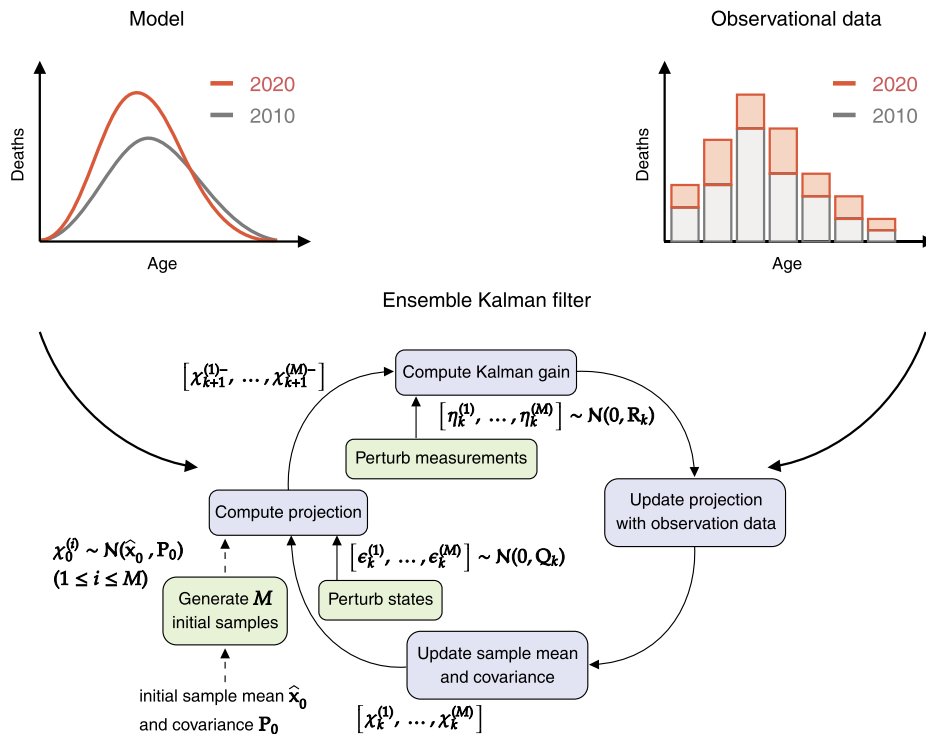 Model
Observational data
2020
2010
Deaths
Age
2020
2010
Deaths
Age
Ensemble Kalman filter
[χ_{k+1}^{(1)−}, … , χ_{k+1}^{(M)−}]
Compute Kalman gain
[η_k^{(1)}, … , η_k^{(M)}] ∼ N(0, R_k)
Perturb measurements
Compute projection
Update projection
with observation data
χ_0^{(i)} ∼ N(x̂_0 , P_0)
(1 ≤ i ≤ M)
[ϵ_k^{(1)}, … , ϵ_k^{(M)}] ∼ N(0, Q_k)
Generate M
initial samples
Perturb states
Update sample mean
and covariance
initial sample mean x̂_0
and covariance P_0
[χ_k^{(1)}, … , χ_k^{(M)}]